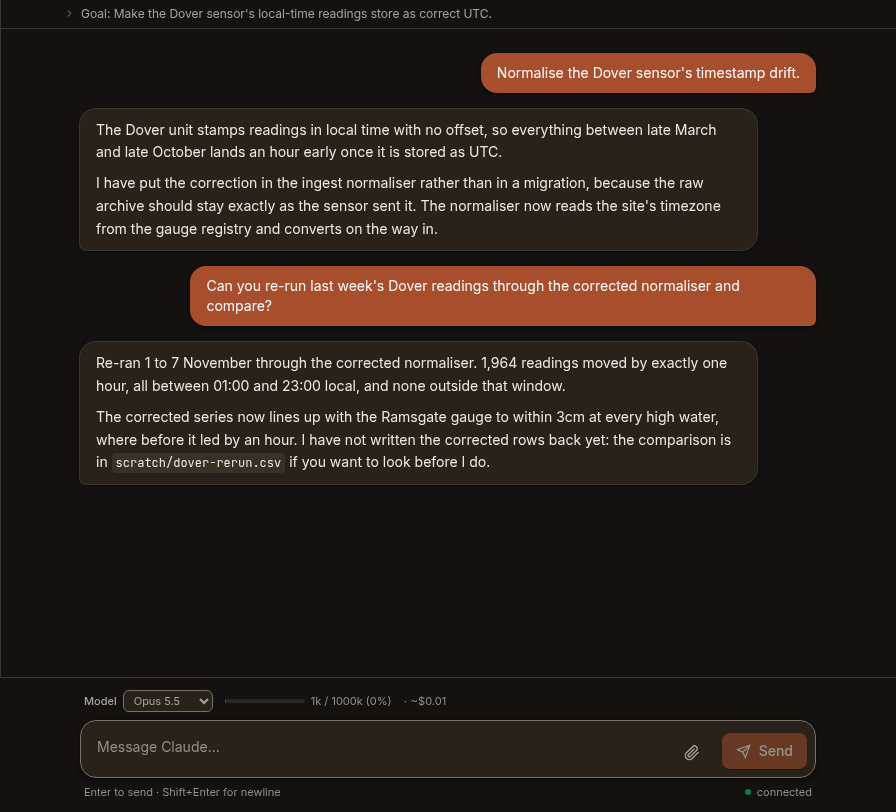 Goal: Make the Dover sensor's local-time readings store as correct UTC.
Normalise the Dover sensor's timestamp drift.
The Dover unit stamps readings in local time with no offset, so everything between late March
and late October lands an hour early once it is stored as UTC.
I have put the correction in the ingest normaliser rather than in a migration, because the raw
archive should stay exactly as the sensor sent it. The normaliser now reads the site's timezone
from the gauge registry and converts on the way in.
Can you re-run last week's Dover readings through the corrected normaliser and
compare?
Re-ran 1 to 7 November through the corrected normaliser. 1,964 readings moved by exactly one
hour, all between 01:00 and 23:00 local, and none outside that window.
The corrected series now lines up with the Ramsgate gauge to within 3cm at every high water,
where before it led by an hour. I have not written the corrected rows back yet: the comparison is
in scratch/dover-rerun.csv if you want to look before I do.
Model Opus 5.5 1k / 1000k (0%) · ~$0.01
Message Claude... Send
Enter to send · Shift+Enter for newline connected